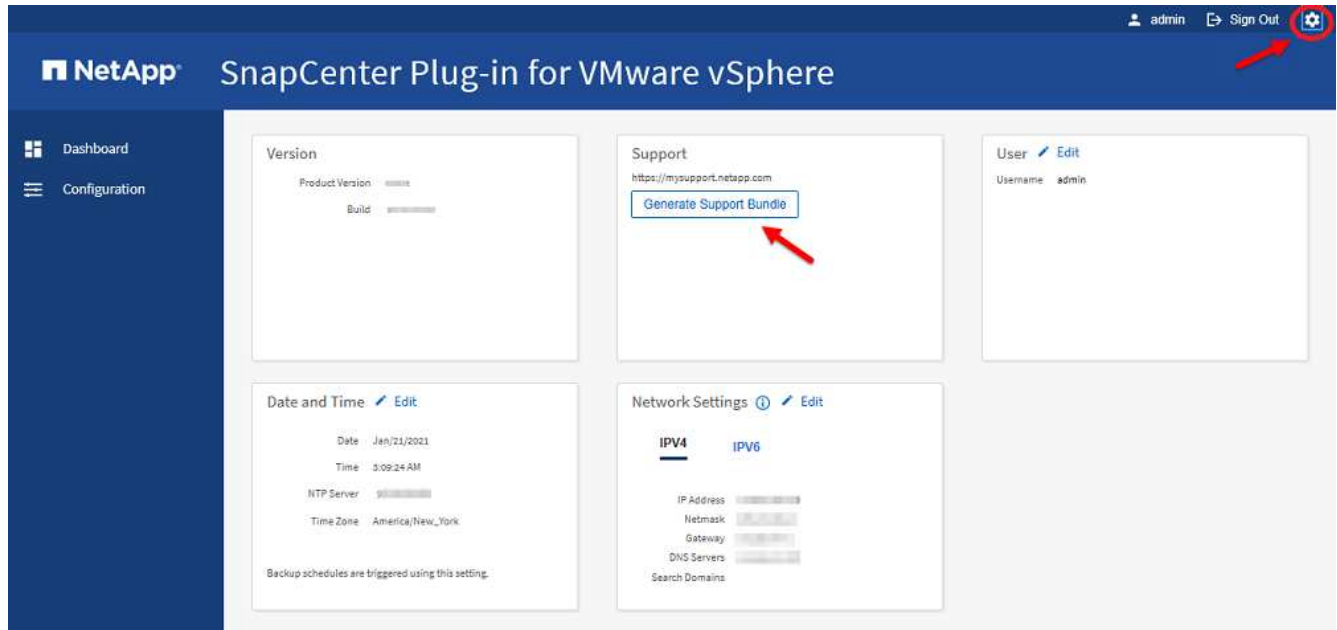 admin Sign Out
NetApp SnapCenter Plug-in for VMware vSphere
Dashboard
Configuration
Version
Product Version
Build
Support
https://mysupport.netapp.com
Generate Support Bundle
User Edit
Username admin
Date and Time Edit
Date Jan/21/2021
Time 3:09:24 AM
NTP Server
Time Zone America/New_York
Backup schedules are triggered using this setting.
Network Settings Edit
IPV4 IPV6
IP Address
Netmask
Gateway
DNS Servers
Search Domains